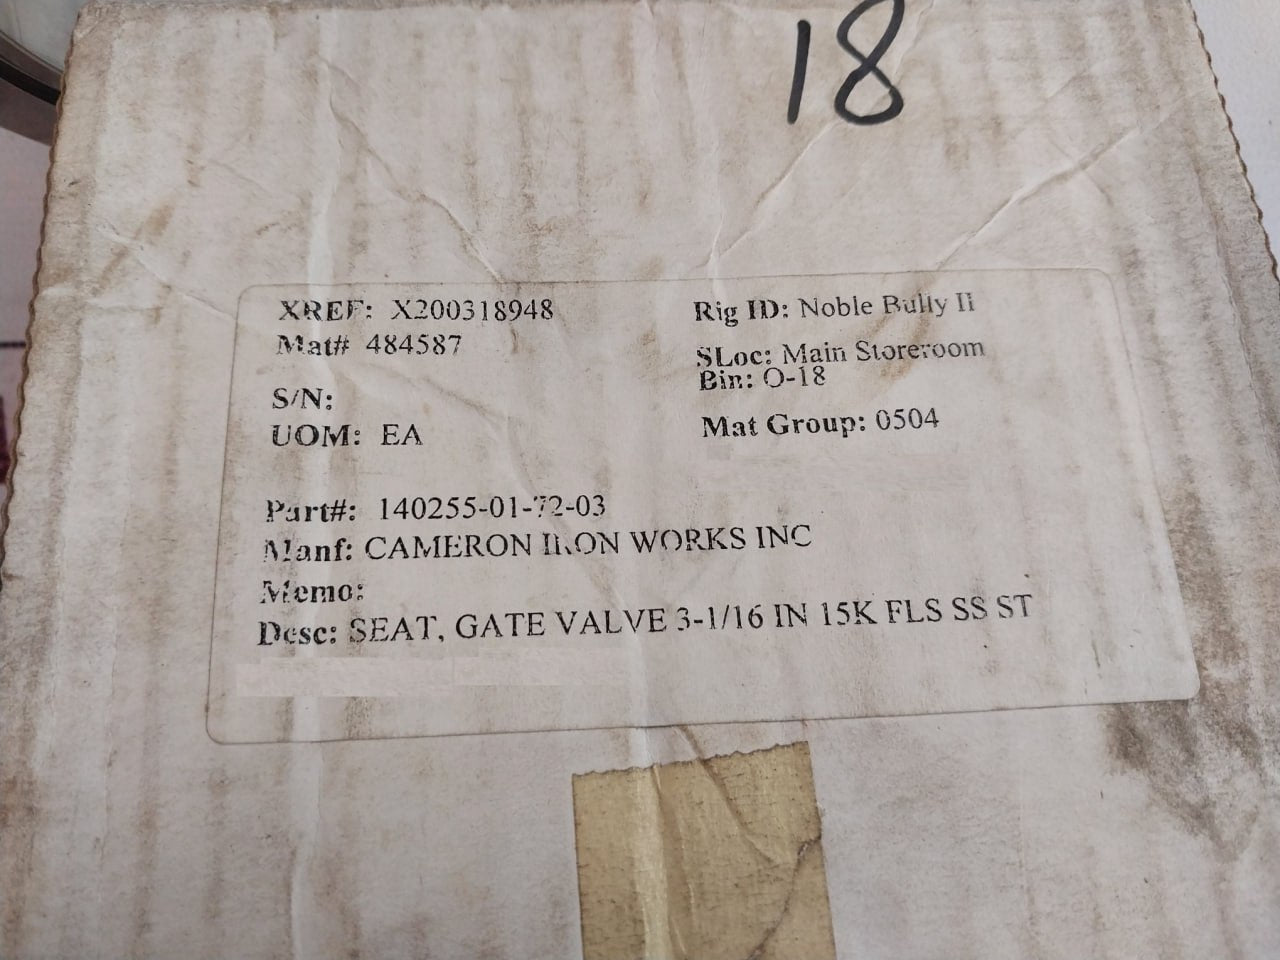 18
XREF: X200318948
Mat# 484587
S/N:
UOM: EA
Rig ID: Noble Bully II
SLoc: Main Storeroom
Bin: O-18
Mat Group: 0504
Part#: 140255-01-72-03
Manf: CAMERON IRON WORKS INC
Memo:
Desc: SEAT, GATE VALVE 3-1/16 IN 15K FLS SS ST